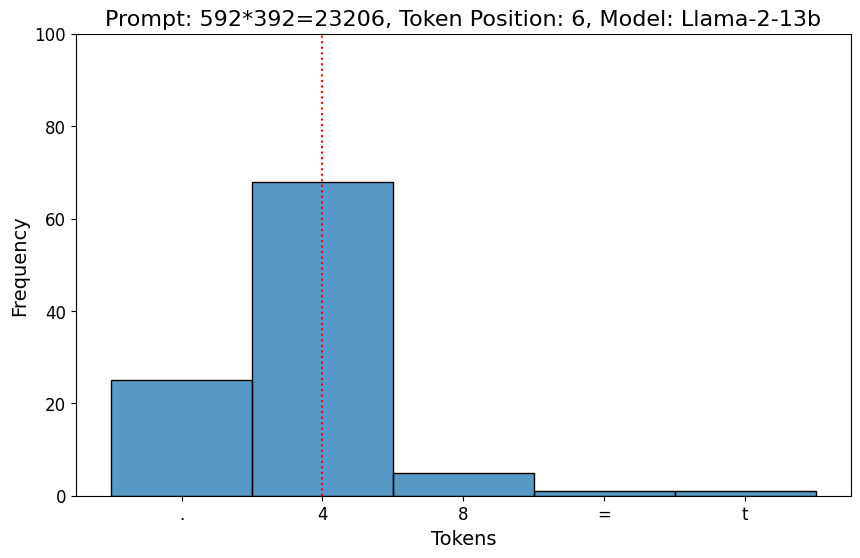 Prompt: 592*392=23206, Token Position: 6, Model: Llama-2-13b
100
80
60
40
20
0
Frequency
. 4 8 = t
Tokens